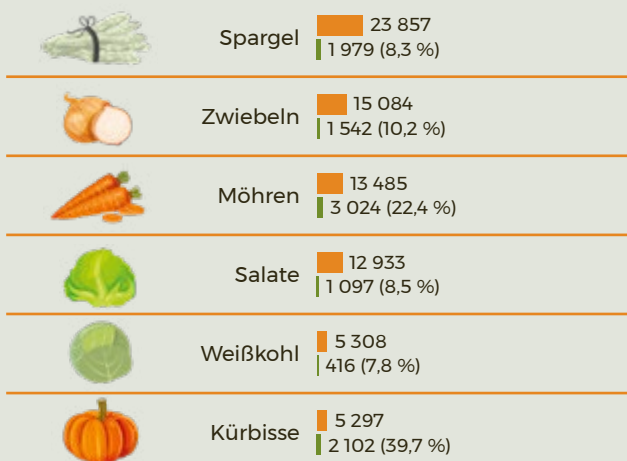 Spargel
23 857
1 979 (8,3 %)
Zwiebeln
15 084
1 542 (10,2 %)
Möhren
13 485
3 024 (22,4 %)
Salate
12 933
1 097 (8,5 %)
Weißkohl
5 308
416 (7,8 %)
Kürbisse
5 297
2 102 (39,7 %)